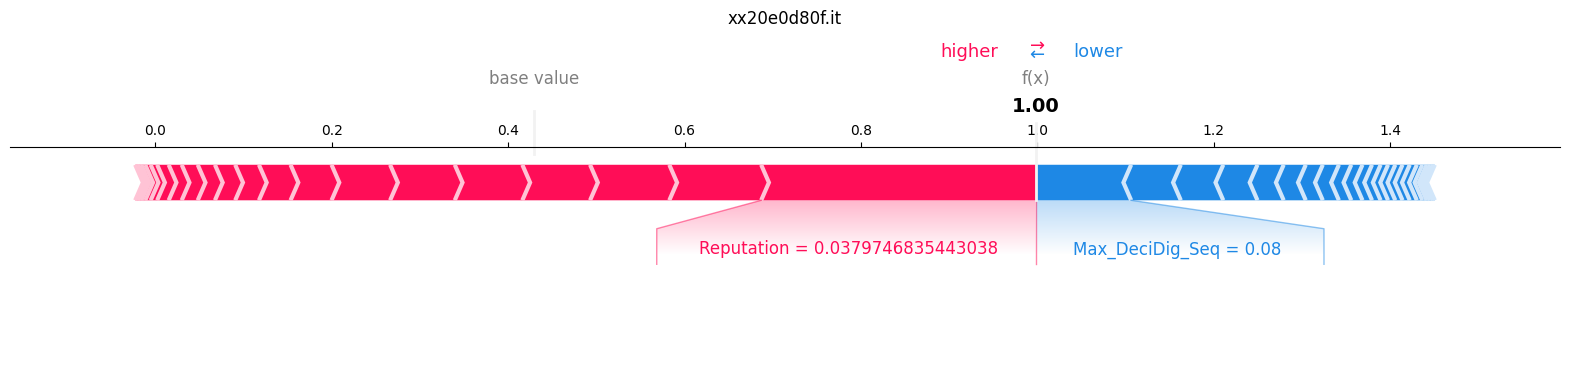 xx20e0d80f.it
higher ⇄ lower
base value f(x)
1.00
0.0 0.2 0.4 0.6 0.8 1.0 1.2 1.4
Reputation = 0.0379746835443038 Max_DeciDig_Seq = 0.08